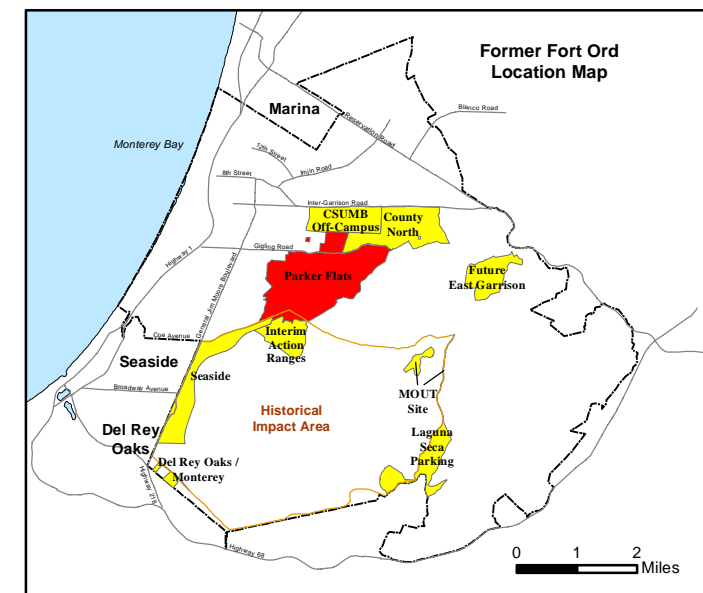 Former Fort Ord
Location Map
Marina
Blanco Road
Reservation Road
Monterey Bay
12th Street
Imjin Road
8th Street
Inter-Garrison Road
CSUMB
Off-Campus
County
North
Gigling Road
Highway 1
General Jim Moore Boulevard
Parker Flats
Future
East Garrison
Coe Avenue
Interim
Action
Ranges
Seaside
Seaside
Broadway Avenue
MOUT
Site
Historical
Impact Area
Del Rey
Oaks
Laguna
Seca
Parking
Del Rey Oaks /
Monterey
Highway 218
Highway 68
0 1 2
Miles